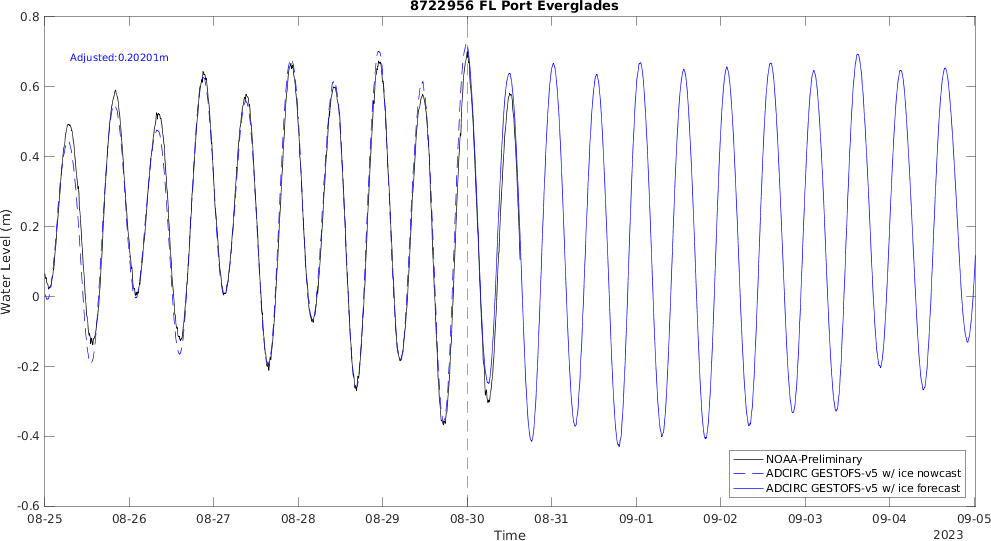 8722956 FL Port Everglades
Adjusted:0.20201m
Water Level (m)
0.8
0.6
0.4
0.2
0
-0.2
-0.4
-0.6
NOAA-Preliminary
ADCIRC GESTOFS-v5 w/ ice nowcast
ADCIRC GESTOFS-v5 w/ ice forecast
08-25 08-26 08-27 08-28 08-29 08-30 08-31 09-01 09-02 09-03 09-04 09-05
Time
2023